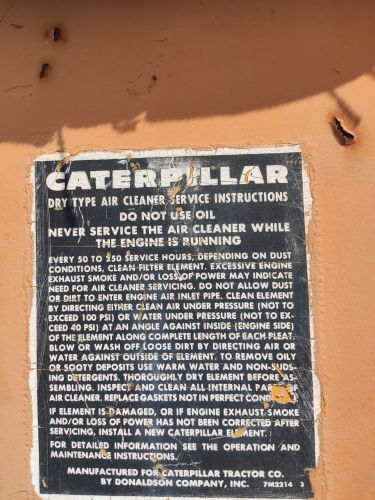 CATERPILLAR
DRY TYPE AIR CLEANER SERVICE INSTRUCTIONS
DO NOT USE OIL
NEVER SERVICE THE AIR CLEANER WHILE
THE ENGINE IS RUNNING
EVERY 50 TO 250 SERVICE HOURS, DEPENDING ON DUST
CONDITIONS, CLEAN FILTER ELEMENT. EXCESSIVE ENGINE
EXHAUST SMOKE AND/OR LOSS OF POWER MAY INDICATE
NEED FOR AIR CLEANER SERVICING. DO NOT ALLOW DUST
OR DIRT TO ENTER ENGINE AIR INLET PIPE. CLEAN ELEMENT
BY DIRECTING EITHER CLEAN AIR UNDER PRESSURE (NOT TO
EXCEED 100 PSI) OR WATER UNDER PRESSURE (NOT TO EX-
CEED 40 PSI) AT AN ANGLE AGAINST INSIDE (ENGINE SIDE)
OF THE ELEMENT ALONG COMPLETE LENGTH OF EACH PLEAT.
BLOW OR WASH OFF LOOSE DIRT BY DIRECTING AIR OR
WATER AGAINST OUTSIDE OF ELEMENT. TO REMOVE OILY
OR SOOTY DEPOSITS USE WARM WATER AND NON-SUDS-
ING DETERGENTS. THOROUGHLY DRY ELEMENT BEFORE AS-
SEMBLING. INSPECT AND CLEAN ALL INTERNAL PARTS OF
AIR CLEANER. REPLACE GASKETS NOT IN PERFECT
IF ELEMENT IS DAMAGED, OR IF ENGINE EXHAUST SMOKE
AND/OR LOSS OF POWER HAS NOT BEEN CORRECTED AFTER
SERVICING, INSTALL A NEW CATERPILLAR ELEMENT.
FOR DETAILED INFORMATION SEE THE OPERATION AND
MAINTENANCE INSTRUCTIONS.
MANUFACTURED FOR CATERPILLAR TRACTOR CO.
BY DONALDSON COMPANY, INC. 7M2214 3